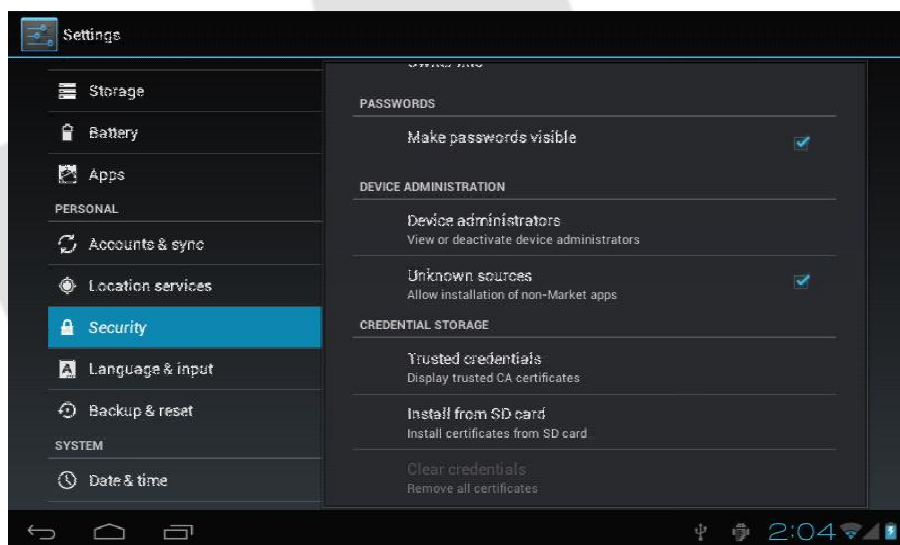 Settings
Storage
Battery
Apps
PERSONAL
Accounts & sync
Location services
Security
Language & input
Backup & reset
SYSTEM
Date & time
PASSWORDS
Make passwords visible
DEVICE ADMINISTRATION
Device administrators
View or deactivate device administrators
Unknown sources
Allow installation of non-Market apps
CREDENTIAL STORAGE
Trusted credentials
Display trusted CA certificates
Install from SD card
Install certificates from SD card
Clear credentials
Remove all certificates
2:04